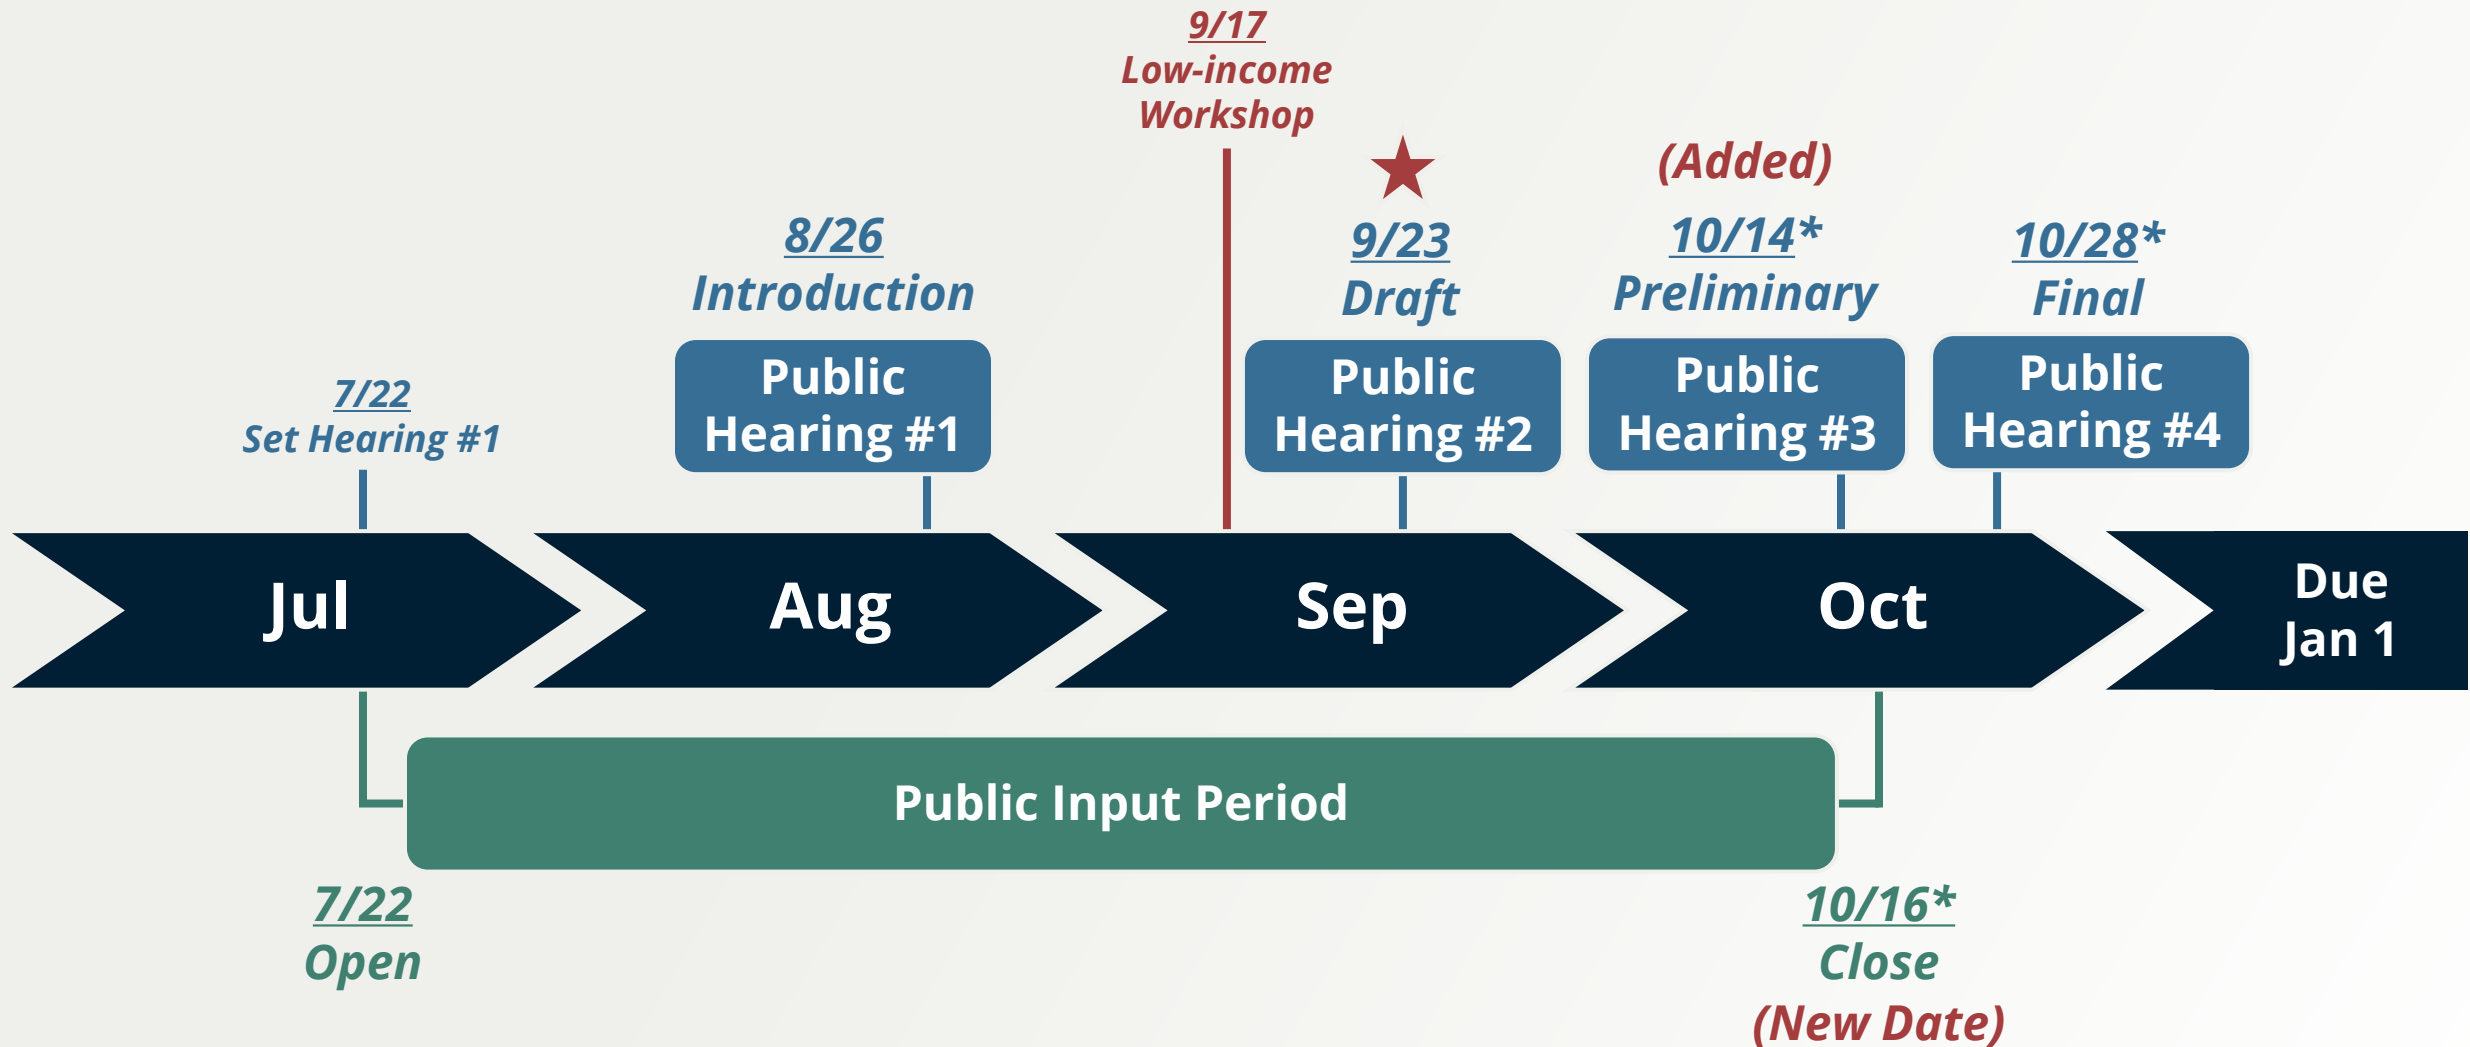 9/17
Low-income
Workshop
(Added)
8/26
Introduction
9/23
Draft
10/14*
Preliminary
10/28*
Final
7/22
Set Hearing #1
Public
Hearing #1
Public
Hearing #2
Public
Hearing #3
Public
Hearing #4
Jul
Aug
Sep
Oct
Due
Jan 1
Public Input Period
7/22
Open
10/16*
Close
(New Date)